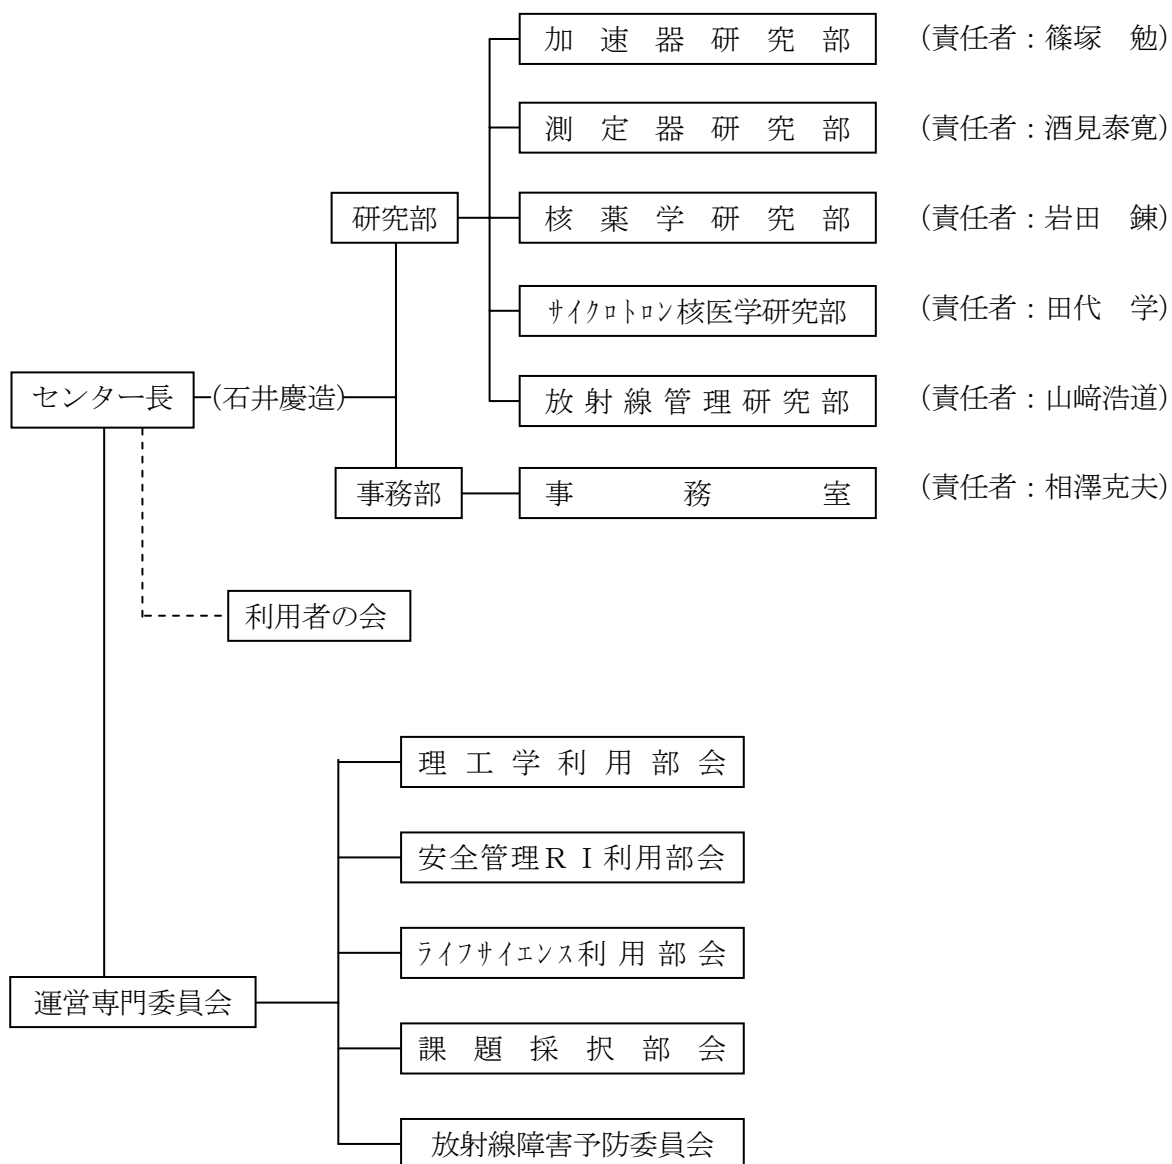 加速器研究部 (責任者:篠塚 勉)
測定器研究部 (責任者:酒見泰寛)
研究部 核薬学研究部 (責任者:岩田 錬)
サイクロトロン核医学研究部 (責任者:田代 学)
センター長 (石井慶造) 放射線管理研究部 (責任者:山﨑浩道)
事務部 事務室 (責任者:相澤克夫)
利用者の会
理工学利用部会
安全管理RI利用部会
ライフサイエンス利用部会
運営専門委員会
課題採択部会
放射線障害予防委員会